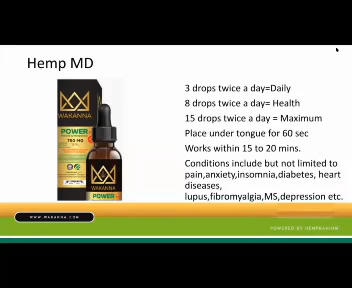 Hemp MD
3 drops twice a day=Daily
8 drops twice a day= Health
15 drops twice a day = Maximum
Place under tongue for 60 sec
Works within 15 to 20 mins.
Conditions include but not limited to
pain,anxiety,insomnia,diabetes, heart
diseases,
lupus,fibromyalgia,MS,depression etc.
WAKANNA
POWER
750 MG
WAKANNA
POWER
WWW.WAKANNA.COM
POWERED BY HEMPNAXIUM